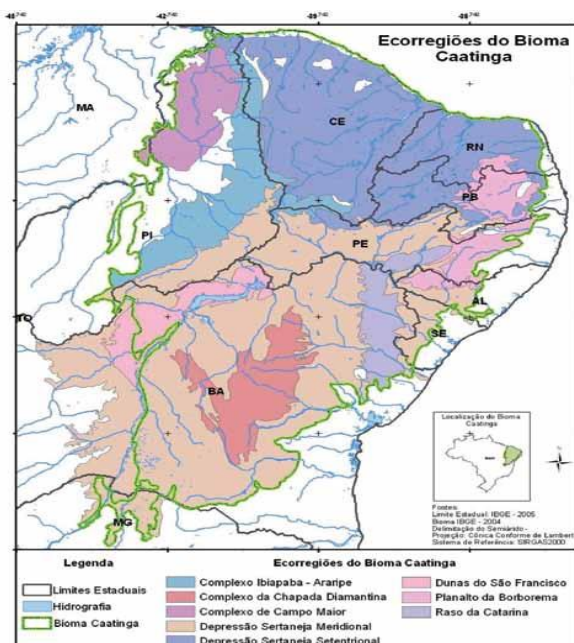 Ecorregiões do Bioma
Caatinga
MA
CE
RN
PB
PI
PE
TO
AL
SE
BA
MG
Localização do Bioma
Caatinga
Fontes:
Limite Estadual: IBGE - 2005
Bioma IBGE - 2004
Delimitação do Semiárido -
Projeção: Cônica Conforme de Lambert
Sistema de Referência: SIRGAS2000
Legenda
Limites Estaduais
Hidrografia
Bioma Caatinga
Ecorregiões do Bioma Caatinga
Complexo Ibiapaba - Araripe
Complexo da Chapada Diamantina
Complexo de Campo Maior
Depressão Sertaneja Meridional
Depressão Sertaneja Setentrional
Dunas do São Francisco
Planalto da Borborema
Raso da Catarina